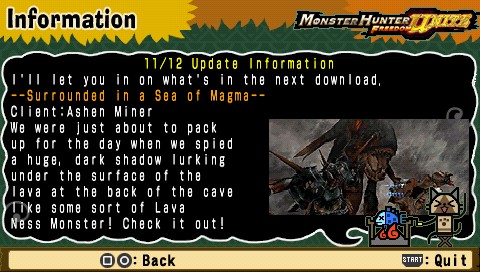 Information
MONSTER HUNTER
FREEDOM UNITE
11/12 Update Information
I'll let you in on what's in the next download,
--Surrounded in a Sea of Magma--
Client:Ashen Miner
We were just about to pack
up for the day when we spied
a huge, dark shadow lurking
under the surface of the
lava at the back of the cave
like some sort of Lava
Ness Monster! Check it out!
: Back
START: Quit